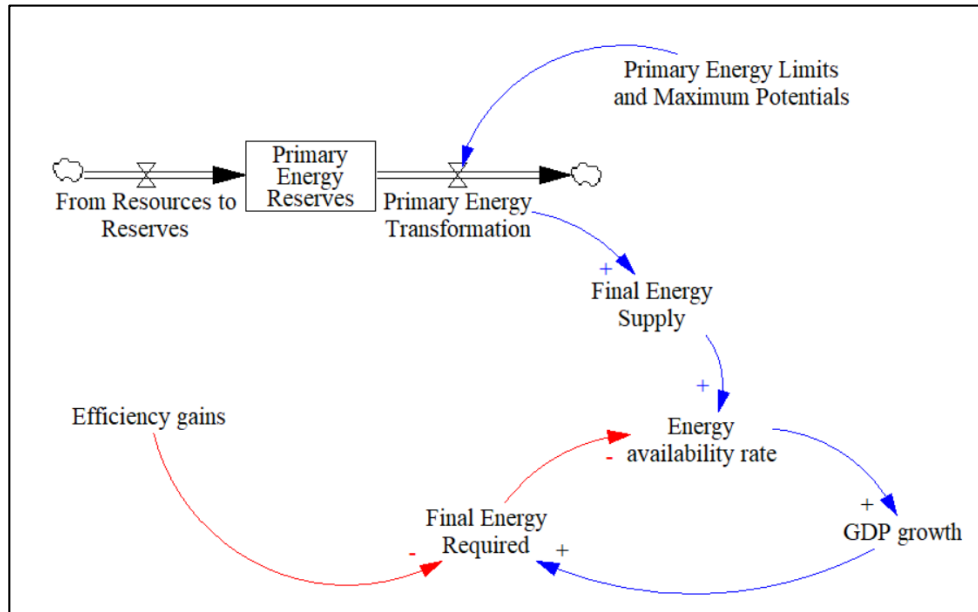 Primary Energy Limits
and Maximum Potentials
Primary
Energy
Reserves
From Resources to
Reserves
Primary Energy
Transformation
+
Final Energy
Supply
+
Efficiency gains
Energy
availability rate
-
+
GDP growth
Final Energy
Required
-
+